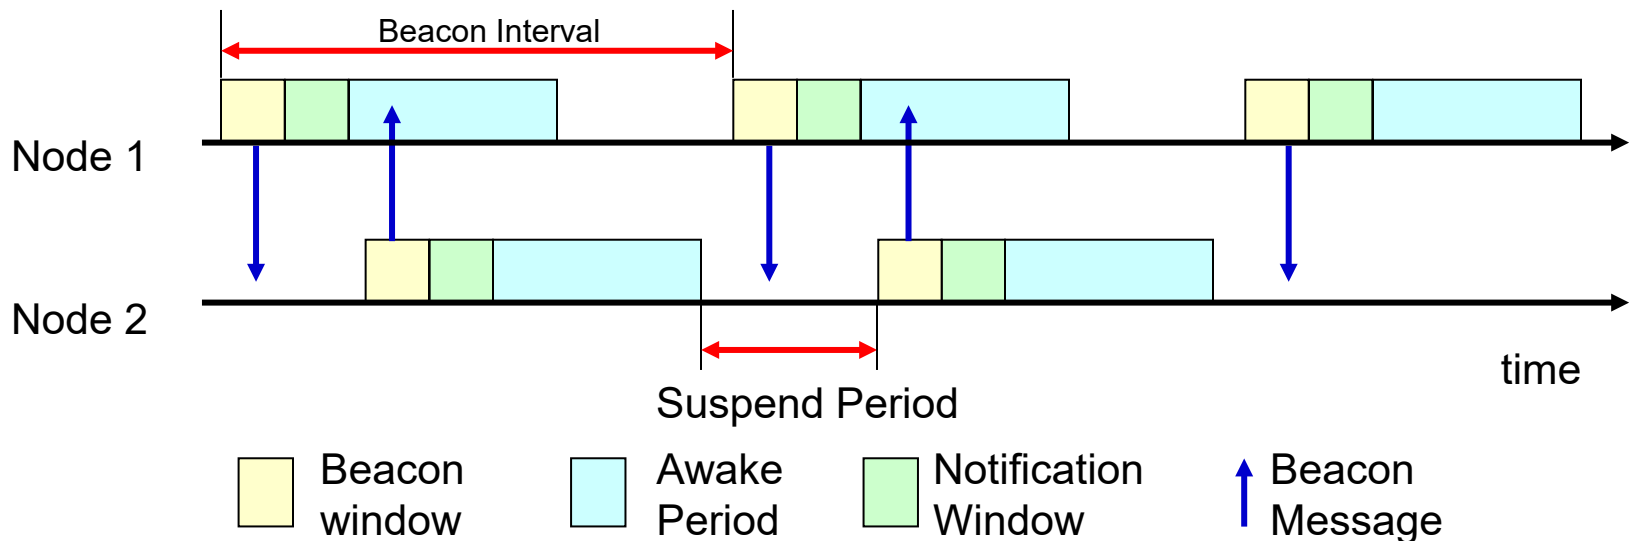 Beacon Interval
Node 1
Node 2
time
Suspend Period
Beacon
window
Awake
Period
Notification
Window
Beacon
Message